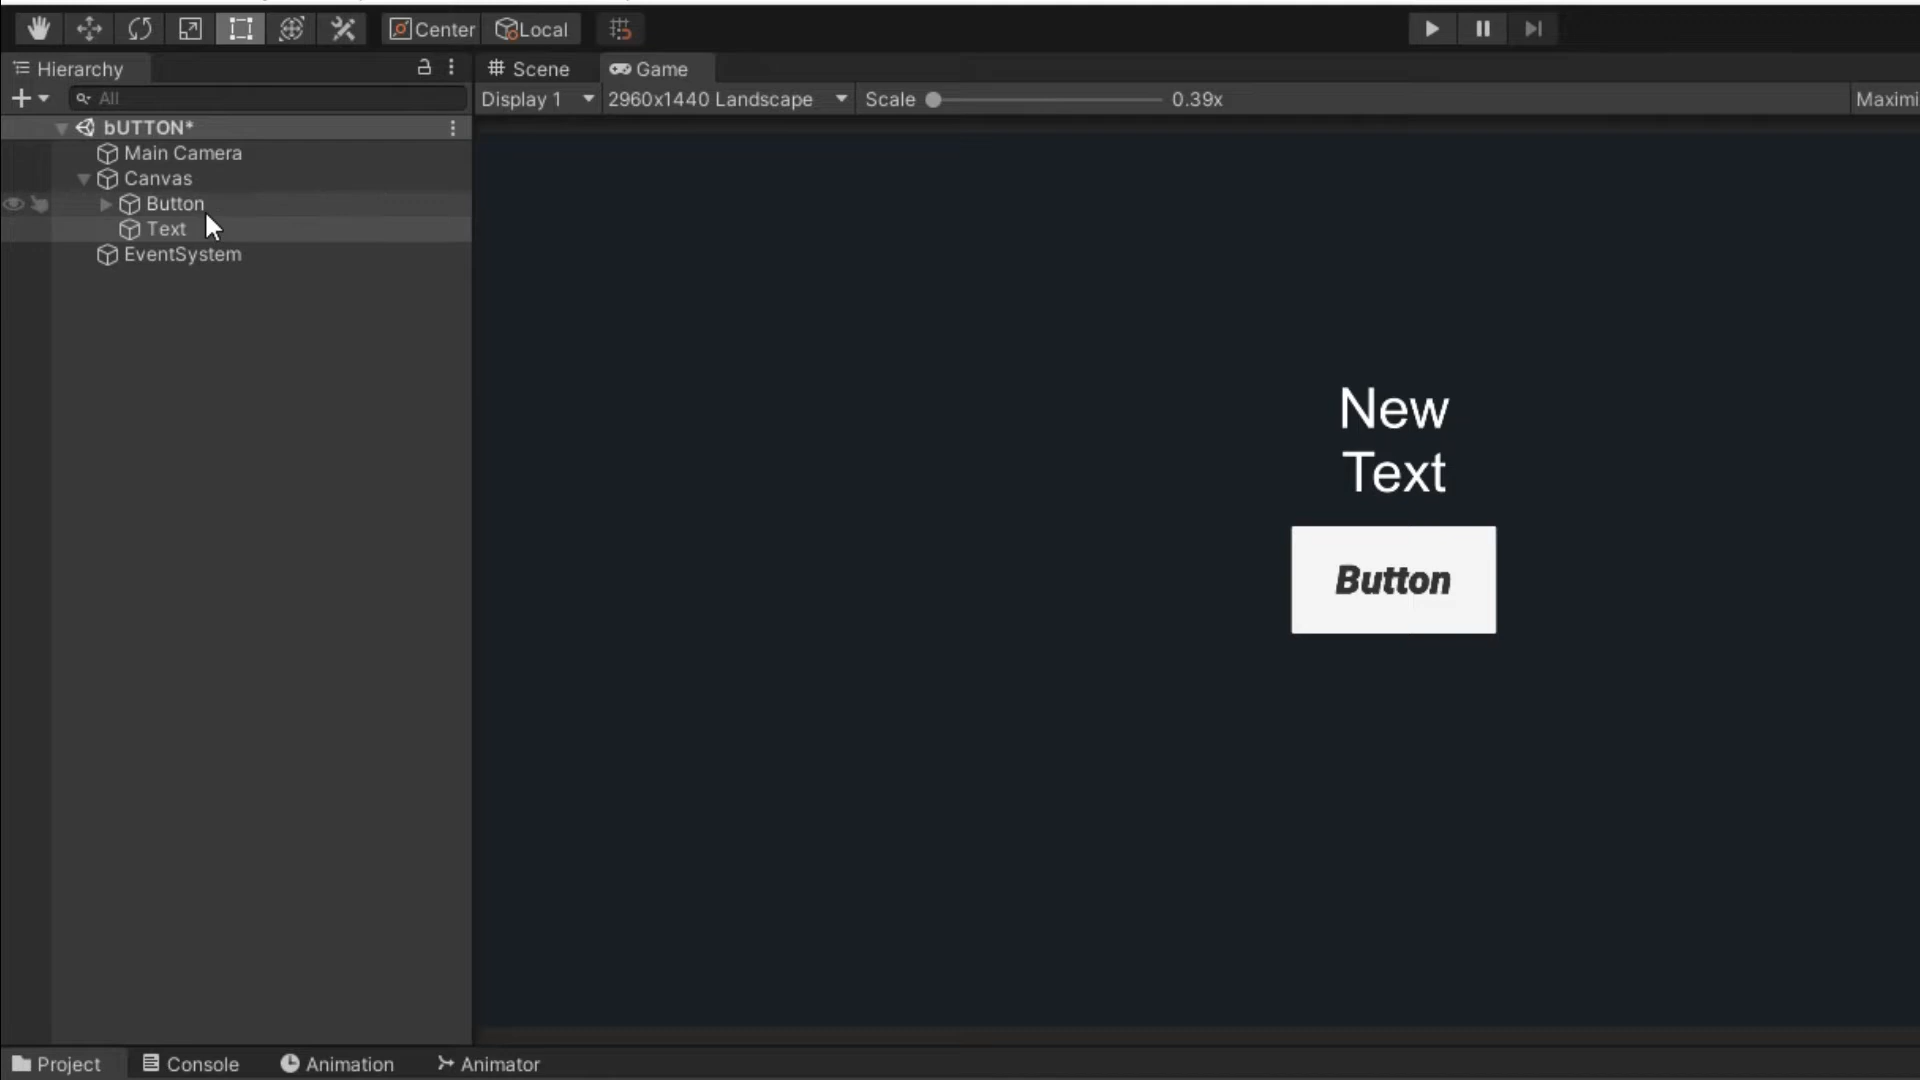 Center
Local
Hierarchy
Scene
Game
All
Display 1
2960x1440 Landscape
Scale
0.39x
Maximi
bUTTON*
Main Camera
Canvas
Button
Text
EventSystem
New
Text
Button
Project
Console
Animation
Animator